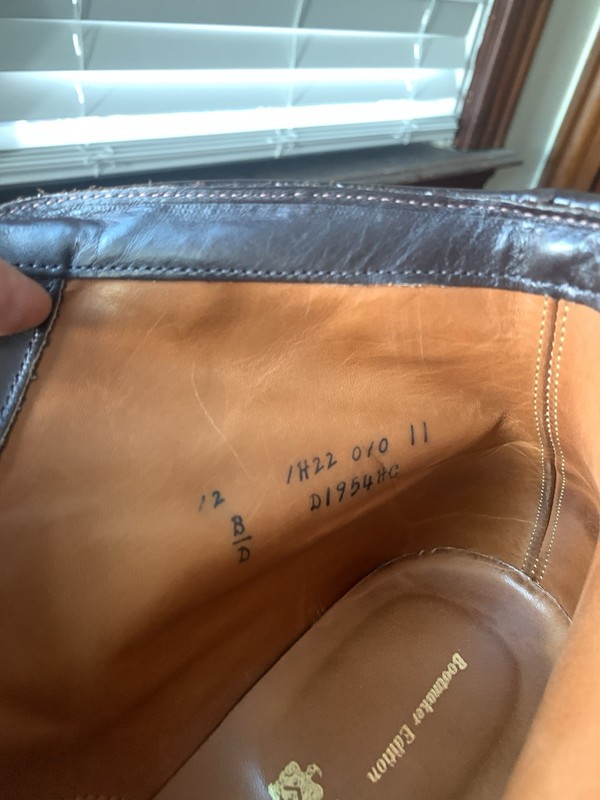 12
B
D
1H22 010 11
D1954HC
Bootmaker Edition